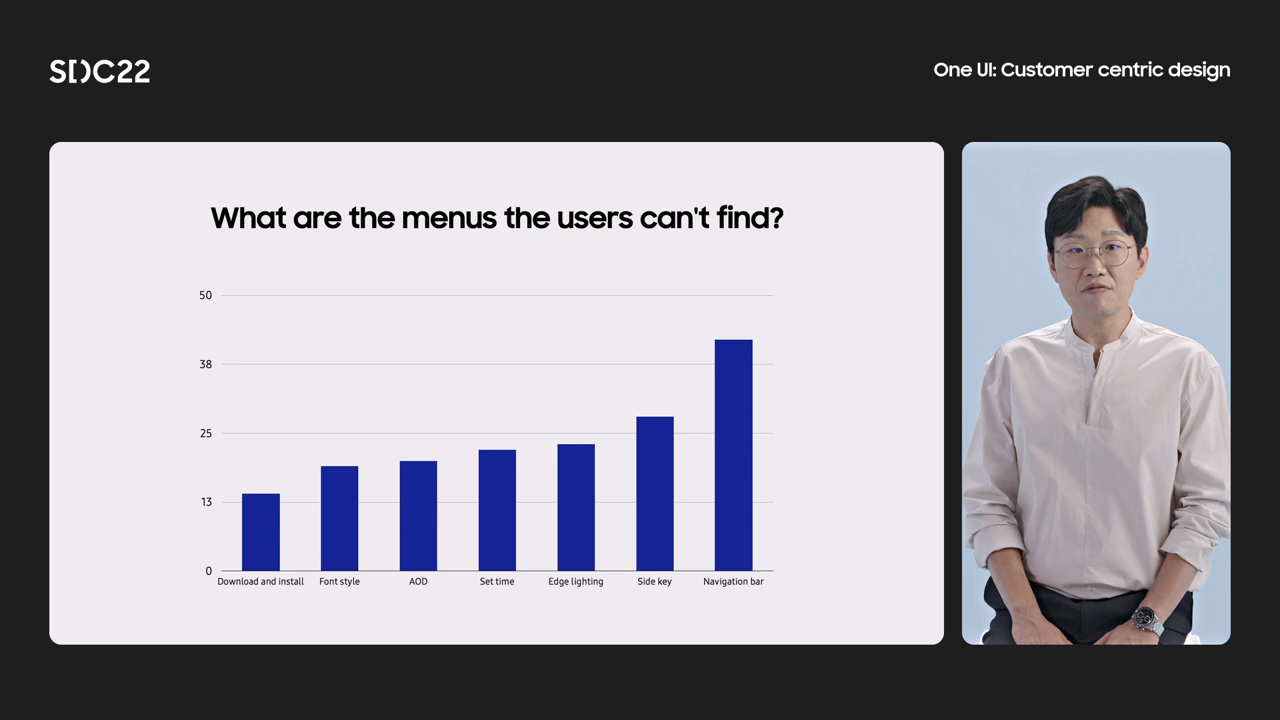 SDC22
One UI: Customer centric design
What are the menus the users can't find?
50
38
25
13
0
Download and install
Font style
AOD
Set time
Edge lighting
Side key
Navigation bar